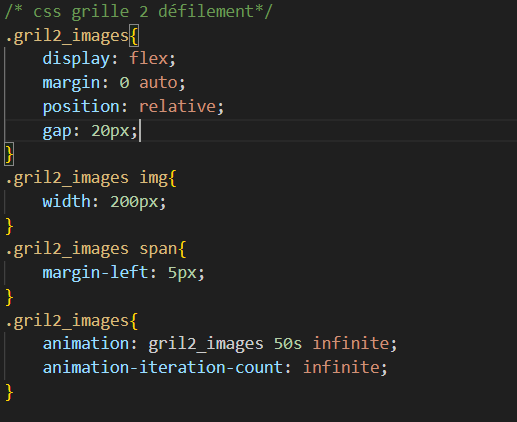 /* css grille 2 défilement*/
.gril2_images{
display: flex;
margin: 0 auto;
position: relative;
gap: 20px;
}
.gril2_images img{
width: 200px;
}
.gril2_images span{
margin-left: 5px;
}
.gril2_images{
animation: gril2_images 50s infinite;
animation-iteration-count: infinite;
}